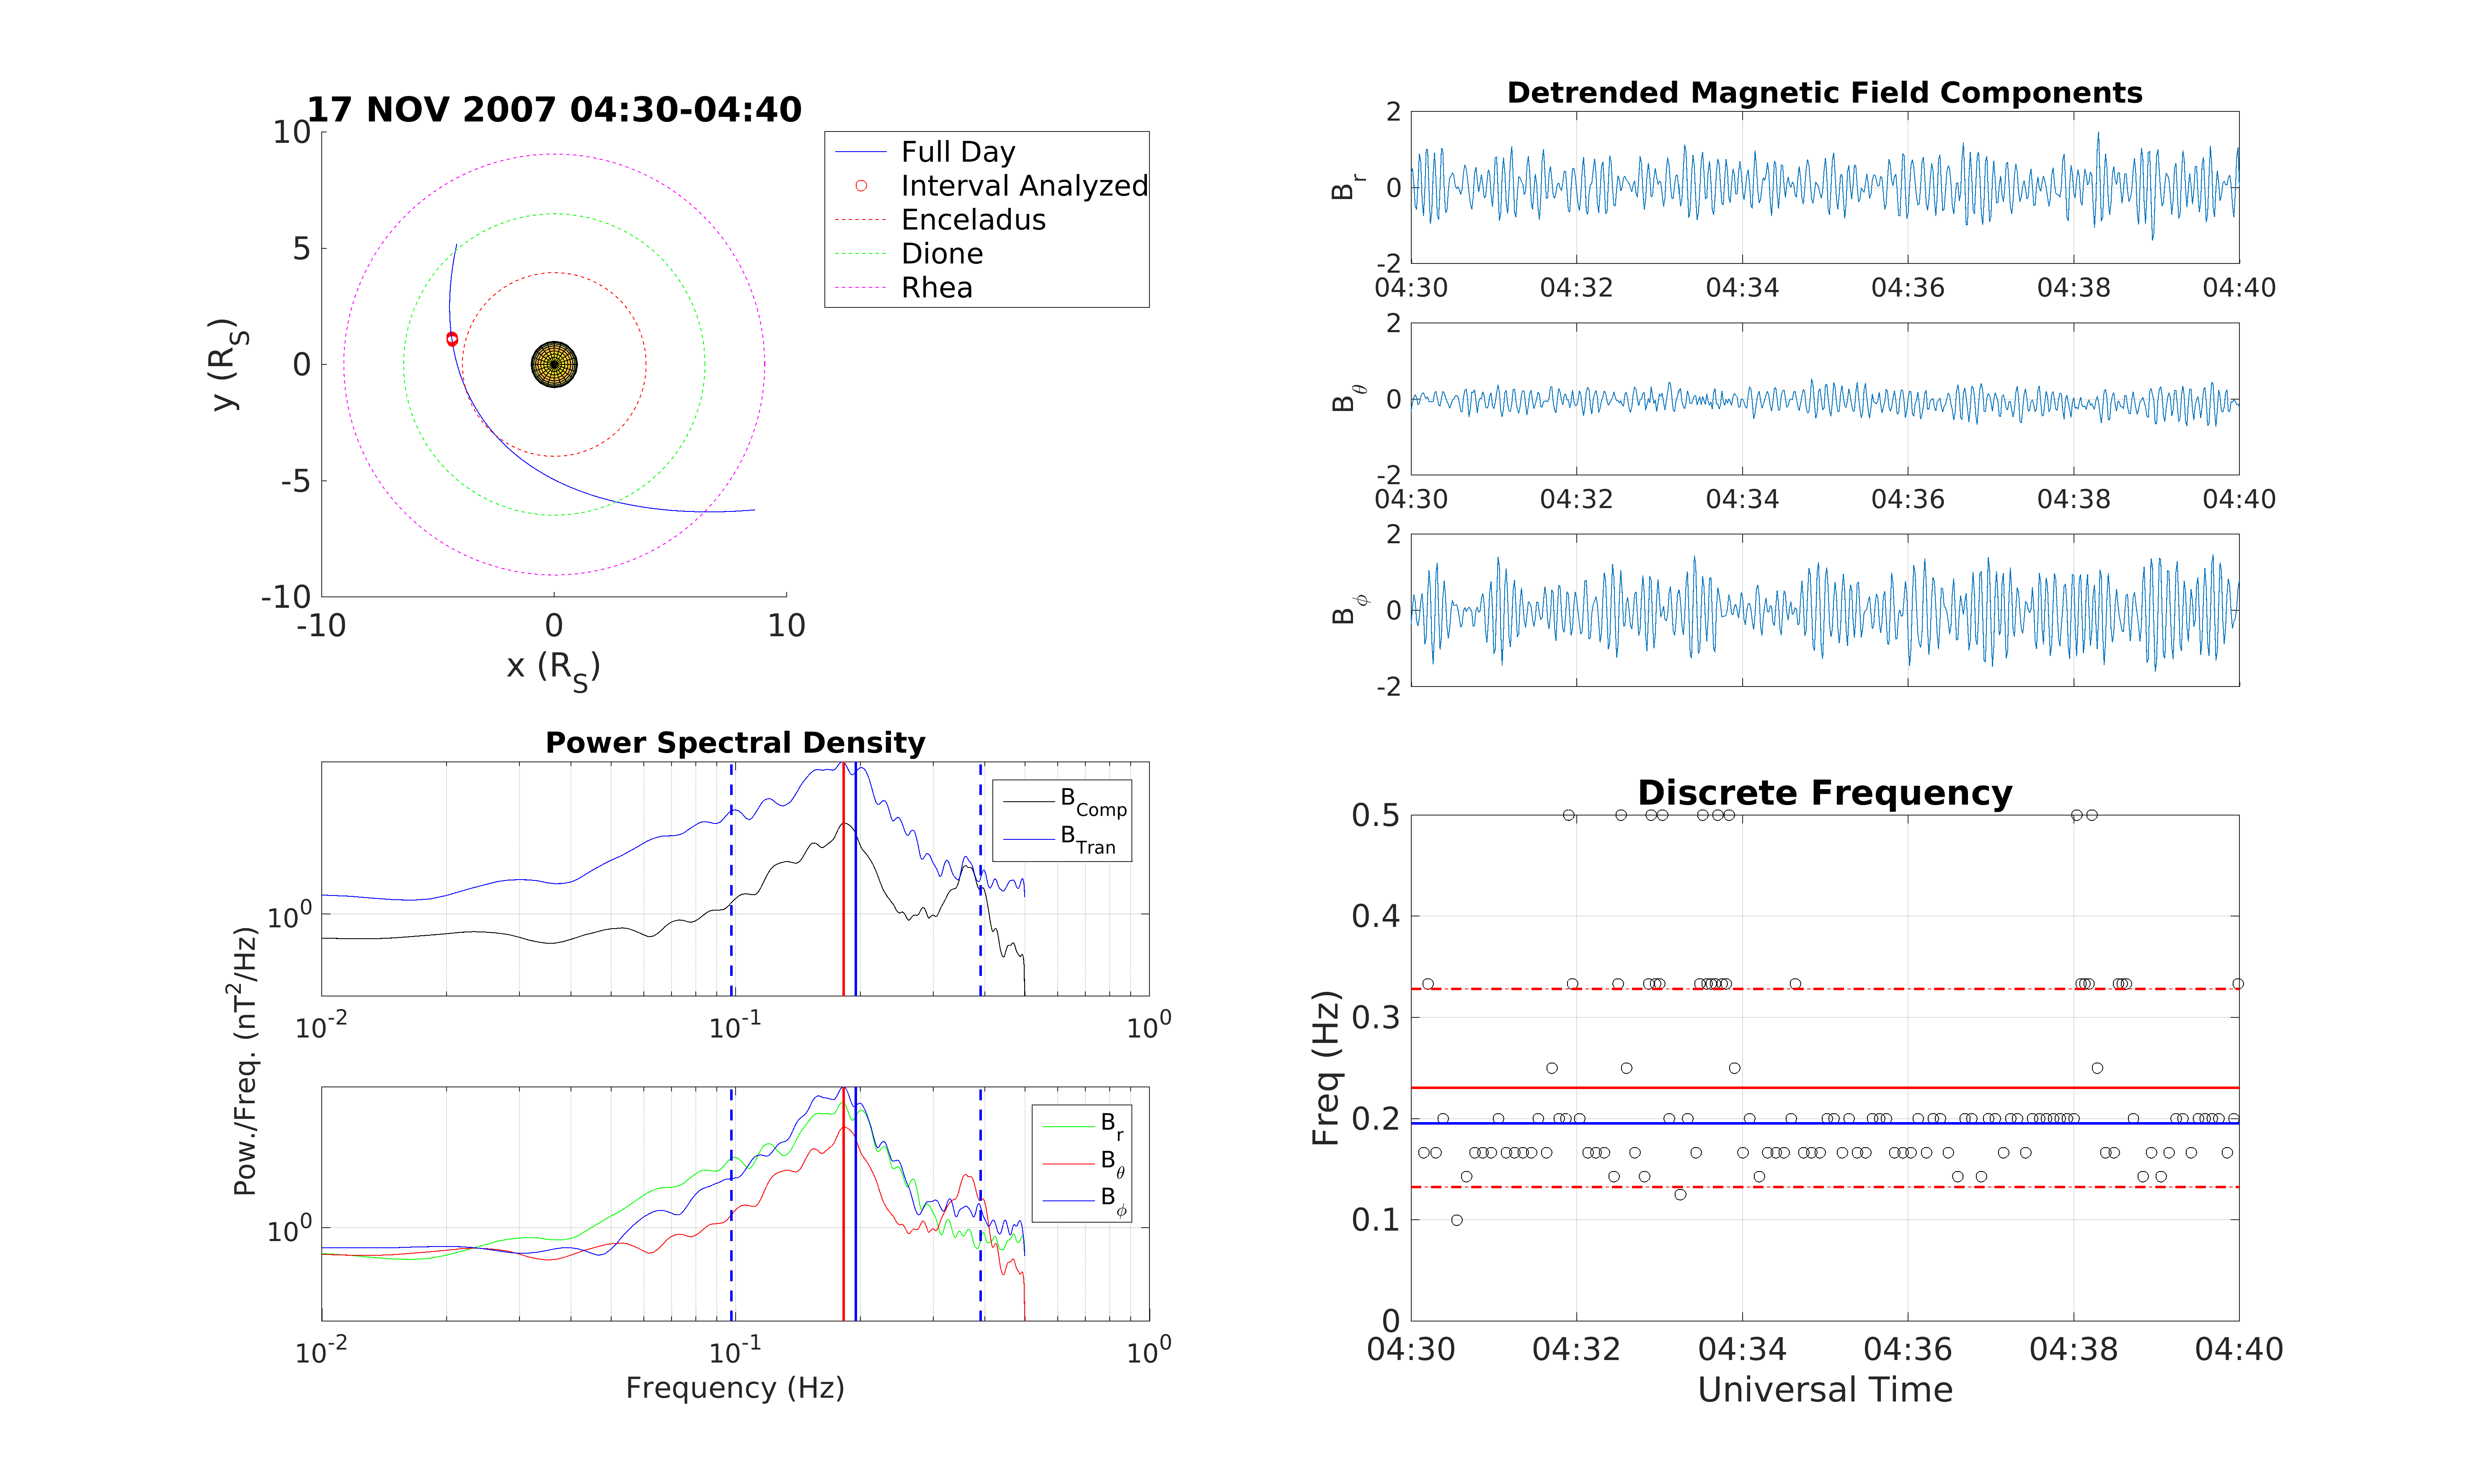 17 NOV 2007 04:30-04:40
10
5
0
-5
-10
-10 0 10
y (R_S)
x (R_S)
Full Day
Interval Analyzed
Enceladus
Dione
Rhea
Detrended Magnetic Field Components
2
0
-2
B_r
04:30 04:32 04:34 04:36 04:38 04:40
2
0
-2
B_θ
04:30 04:32 04:34 04:36 04:38 04:40
2
0
-2
B_ϕ
Power Spectral Density
10^0
B_Comp
B_Tran
10^-2 10^-1 10^0
Pow./Freq. (nT^2/Hz)
10^0
B_r
B_θ
B_ϕ
10^-2 10^-1 10^0
Frequency (Hz)
Discrete Frequency
0.5
0.4
0.3
0.2
0.1
0
Freq (Hz)
04:30 04:32 04:34 04:36 04:38 04:40
Universal Time